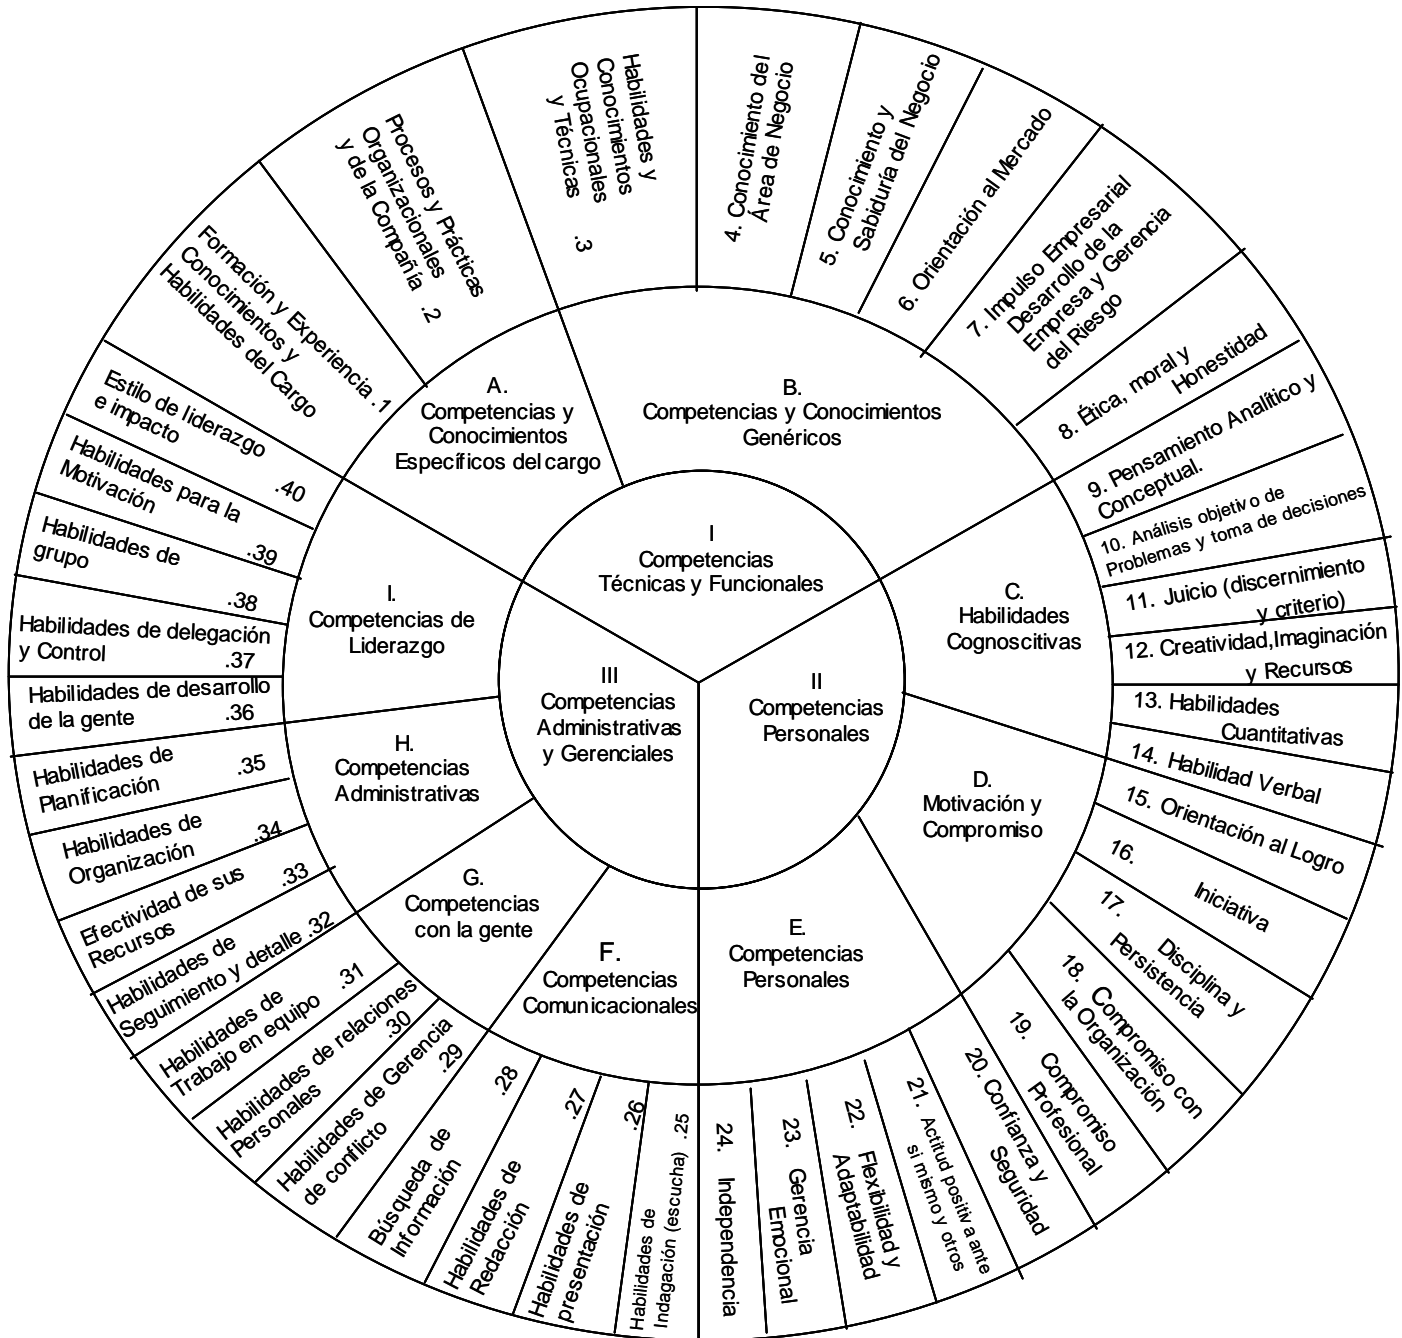 I
Competencias
Técnicas y Funcionales
II
Competencias
Personales
III
Competencias
Administrativas
y Gerenciales
A.
Competencias y
Conocimientos
Específicos del cargo
B.
Competencias y Conocimientos
Genéricos
C.
Habilidades
Cognoscitivas
D.
Motivación y
Compromiso
E.
Competencias
Personales
F.
Competencias
Comunicacionales
G.
Competencias
con la gente
H.
Competencias
Administrativas
I.
Competencias de
Liderazgo
Formación y Experiencia .1
Conocimientos y
Habilidades del Cargo
Procesos y Prácticas
Organizacionales
y de la Compañía .2
Habilidades y
Conocimientos
Ocupacionales
y Técnicas .3
4. Conocimiento del
Área de Negocio
5. Conocimiento y
Sabiduría del Negocio
6. Orientación al Mercado
7. Impulso Empresarial
Desarrollo de la
Empresa y Gerencia
del Riesgo
8. Ética, moral y
Honestidad
9. Pensamiento Analítico y
Conceptual.
10. Análisis objetivo de
Problemas y toma de decisiones
11. Juicio (discernimiento
y criterio)
12. Creatividad,Imaginación
y Recursos
13. Habilidades
Cuantitativas
14. Habilidad Verbal
15. Orientación al Logro
16.
Iniciativa
17.
Disciplina y
Persistencia
18. Compromiso con
la Organización
19. Compromiso
Profesional
20. Confianza y
Seguridad
21. Actitud positiva ante
si mismo y otros
22. Flexibilidad y
Adaptabilidad
23. Gerencia
Emocional
24. Independencia
Habilidades de
Indagación (escucha) .25
Habilidades de .26
presentación
Habilidades de .27
Redacción
Búsqueda de .28
Información
Habilidades de Gerencia
de conflicto .29
Habilidades de relaciones
Personales .30
Habilidades de .31
Trabajo en equipo
Habilidades de
Seguimiento y detalle .32
Efectividad de sus .33
Recursos
Habilidades de .34
Organización
Habilidades de .35
Planificación
Habilidades de desarrollo
de la gente .36
Habilidades de delegación
y Control .37
Habilidades de
grupo .38
Habilidades para la
Motivación .39
Estilo de liderazgo
e impacto .40